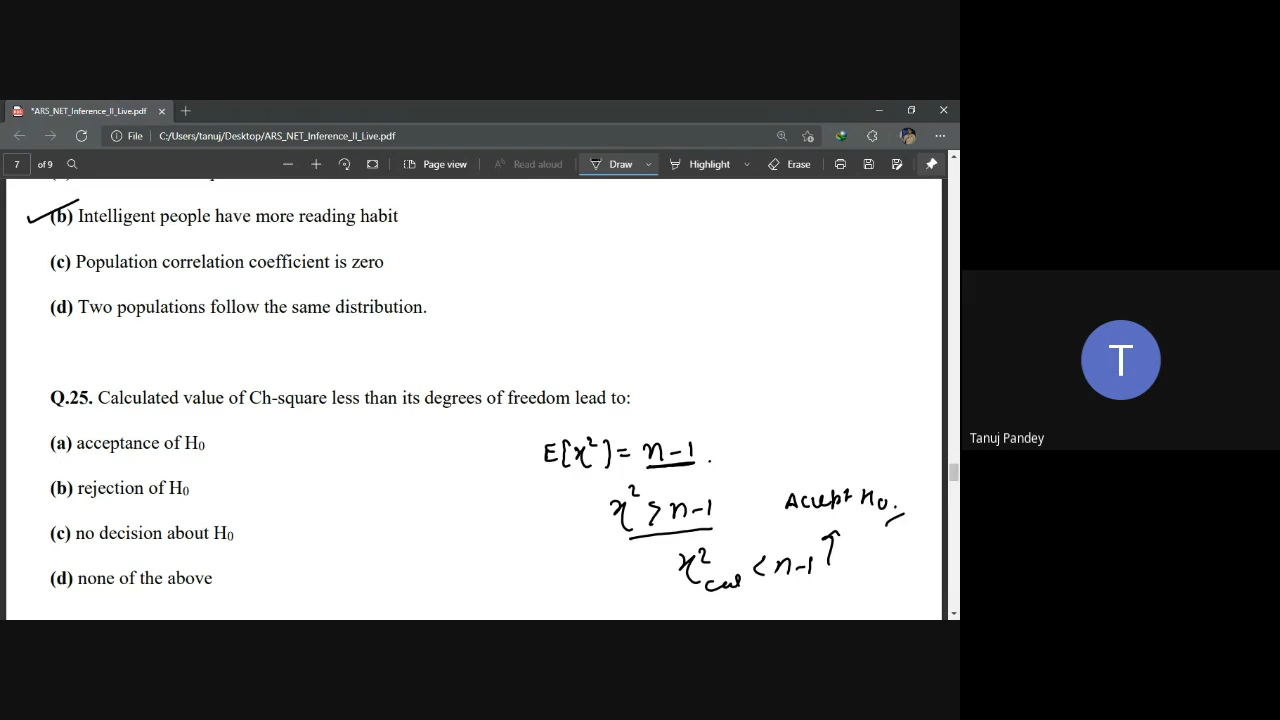 *ARS_NET_Inference_II_Live.pdf
File C:/Users/tanuj/Desktop/ARS_NET_Inference_II_Live.pdf
7 of 9 Page view Read aloud Draw Highlight Erase
(b) Intelligent people have more reading habit
(c) Population correlation coefficient is zero
(d) Two populations follow the same distribution.
Q.25. Calculated value of Ch-square less than its degrees of freedom lead to:
(a) acceptance of H₀
(b) rejection of H₀
(c) no decision about H₀
(d) none of the above
E[χ²] = n-1.
χ² > n-1
Accept H₀.
χ²cal < n-1 ↑
T
Tanuj Pandey